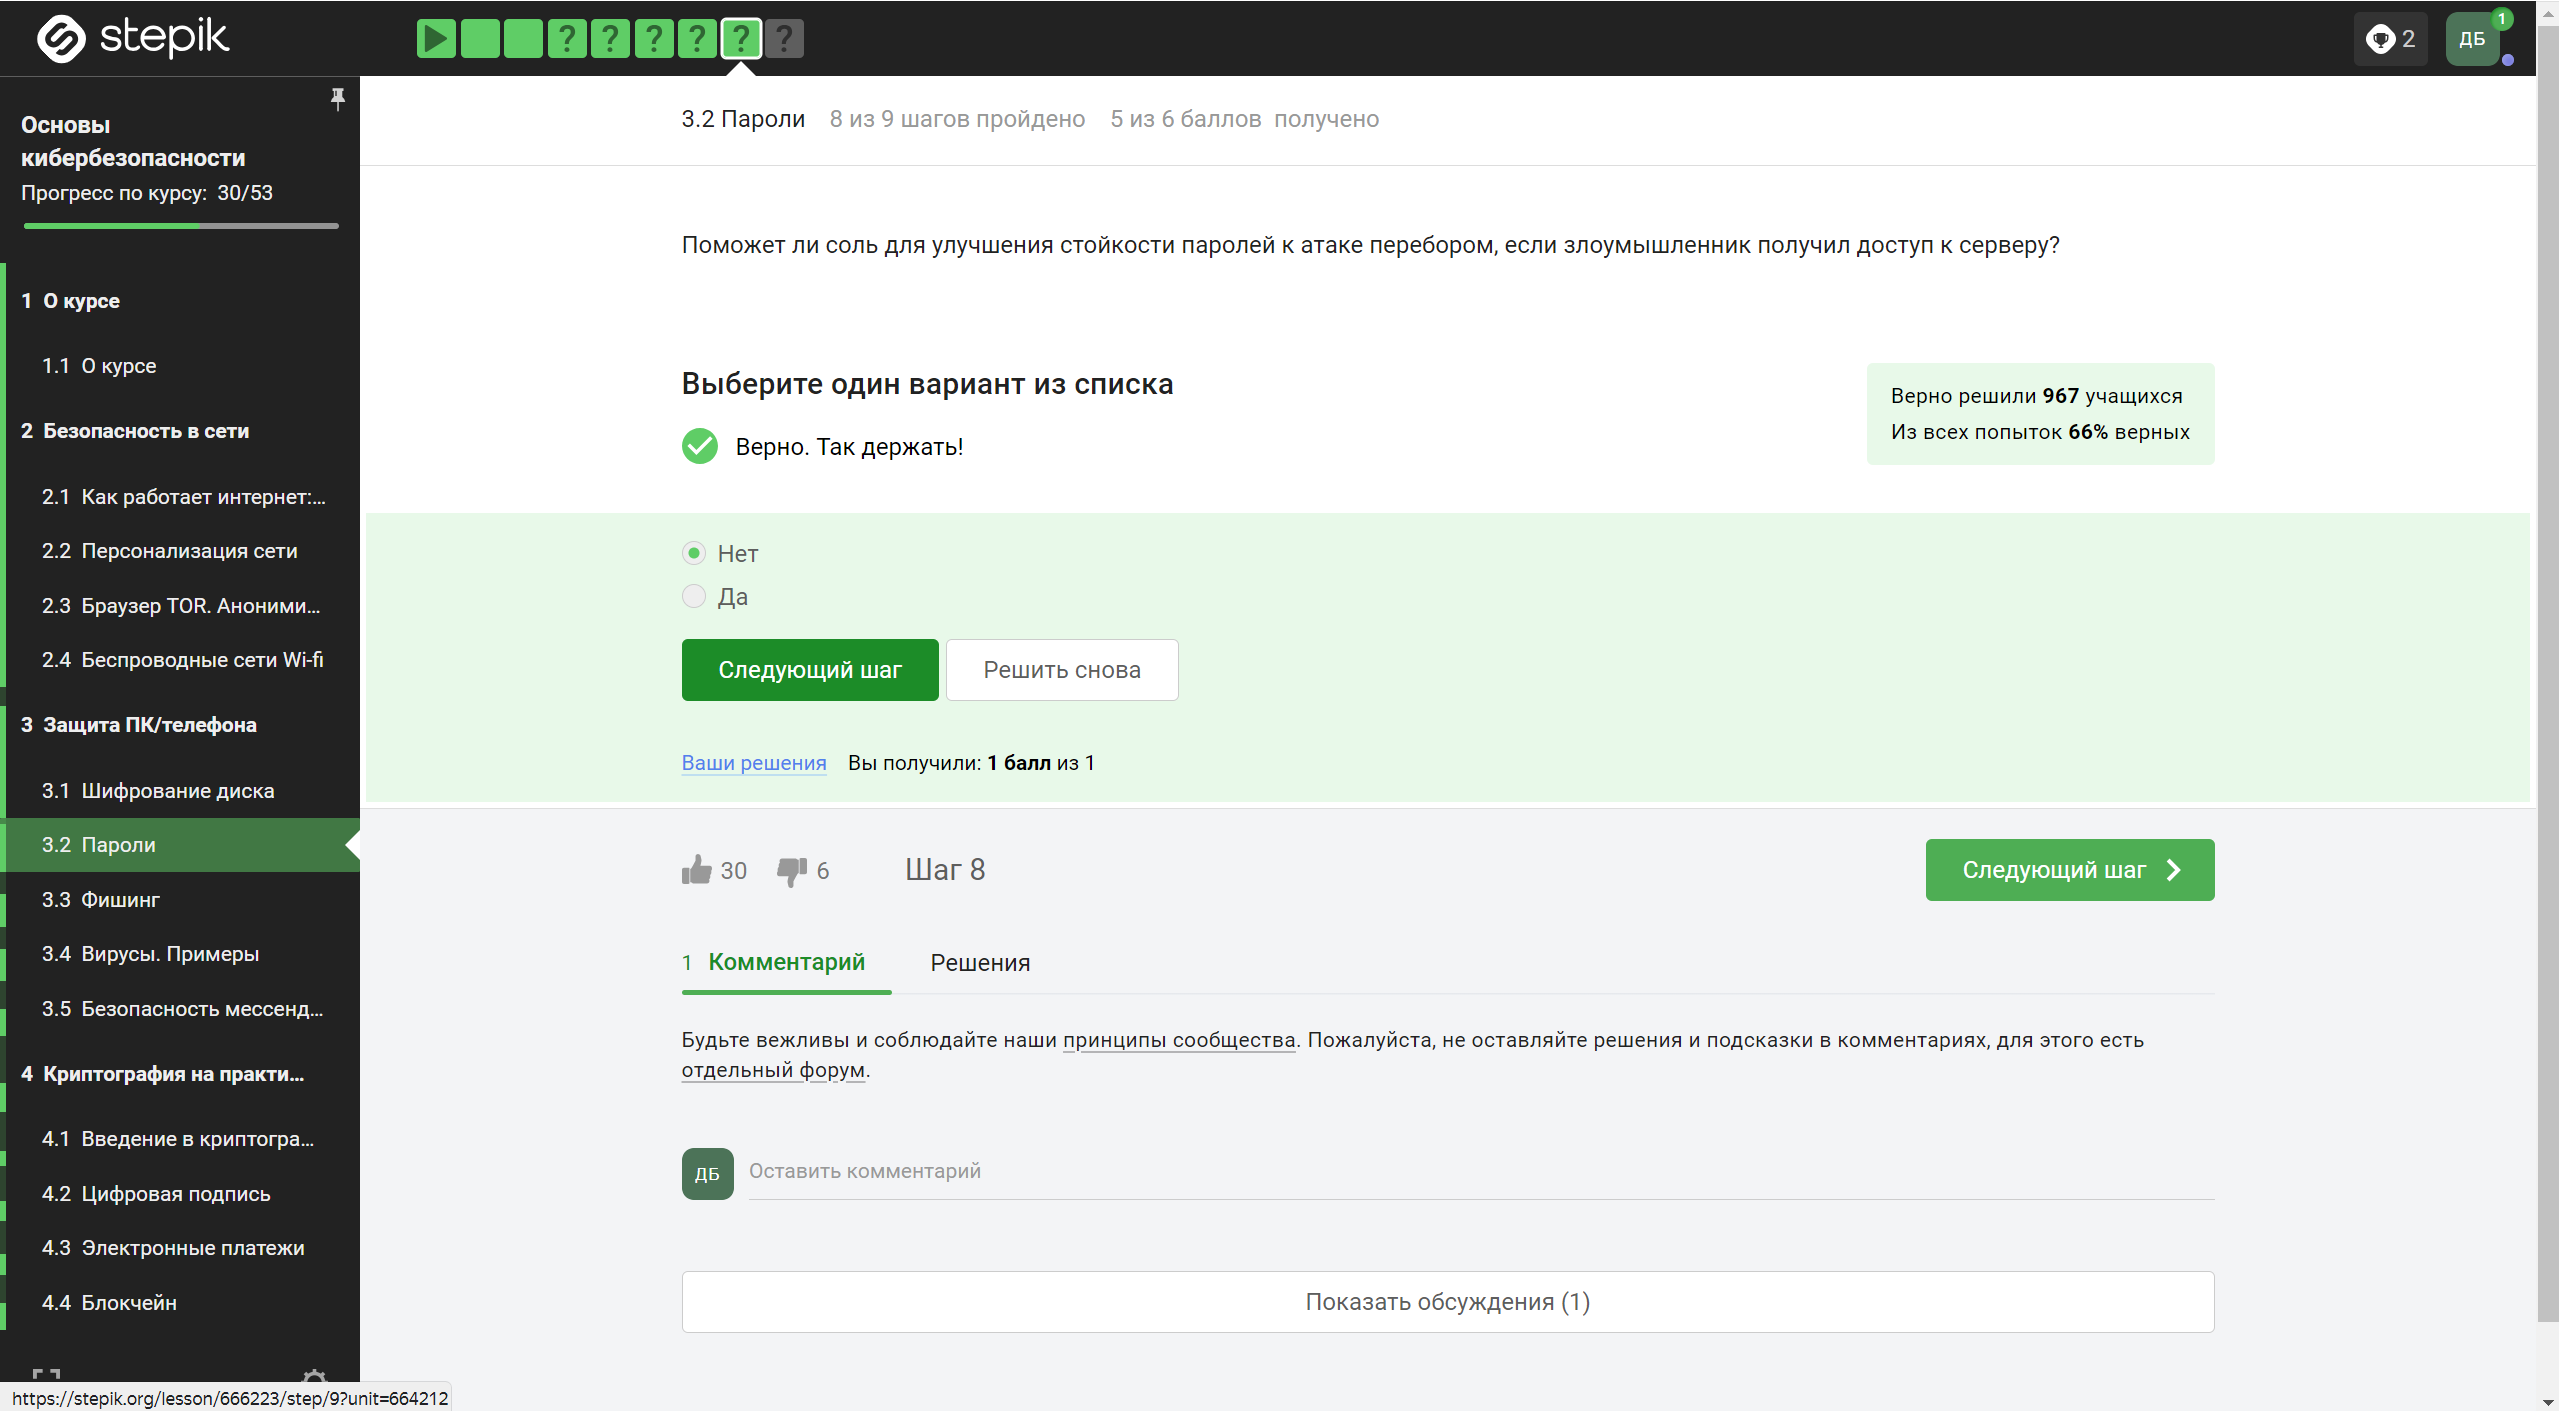 stepik
? ? ? ? ? ?
2
ДБ
1
Основы
кибербезопасности
Прогресс по курсу: 30/53
1 О курсе
1.1 О курсе
2 Безопасность в сети
2.1 Как работает интернет:...
2.2 Персонализация сети
2.3 Браузер TOR. Аноними...
2.4 Беспроводные сети Wi-fi
3 Защита ПК/телефона
3.1 Шифрование диска
3.2 Пароли
3.3 Фишинг
3.4 Вирусы. Примеры
3.5 Безопасность мессенд...
4 Криптография на практи...
4.1 Введение в криптогра...
4.2 Цифровая подпись
4.3 Электронные платежи
4.4 Блокчейн
https://stepik.org/lesson/666223/step/9?unit=664212
3.2 Пароли 8 из 9 шагов пройдено 5 из 6 баллов получено
Поможет ли соль для улучшения стойкости паролей к атаке перебором, если злоумышленник получил доступ к серверу?
Выберите один вариант из списка
Верно. Так держать!
Верно решили 967 учащихся
Из всех попыток 66% верных
Нет
Да
Следующий шаг Решить снова
Ваши решения Вы получили: 1 балл из 1
30 6 Шаг 8 Следующий шаг
1 Комментарий Решения
Будьте вежливы и соблюдайте наши принципы сообщества. Пожалуйста, не оставляйте решения и подсказки в комментариях, для этого есть
отдельный форум.
ДБ Оставить комментарий
Показать обсуждения (1)